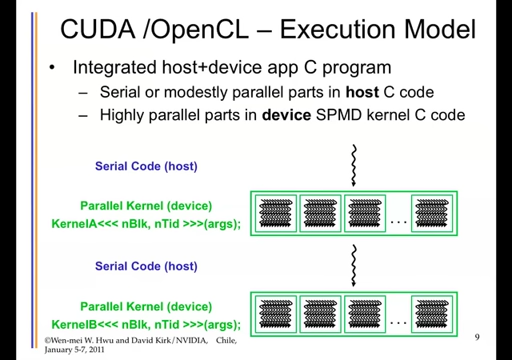 CUDA /OpenCL – Execution Model
• Integrated host+device app C program
– Serial or modestly parallel parts in host C code
– Highly parallel parts in device SPMD kernel C code
Serial Code (host)
Parallel Kernel (device)
KernelA<<< nBlk, nTid >>>(args);
. . .
Serial Code (host)
Parallel Kernel (device)
KernelB<<< nBlk, nTid >>>(args);
. . .
©Wen-mei W. Hwu and David Kirk/NVIDIA, Chile,
January 5-7, 2011
9